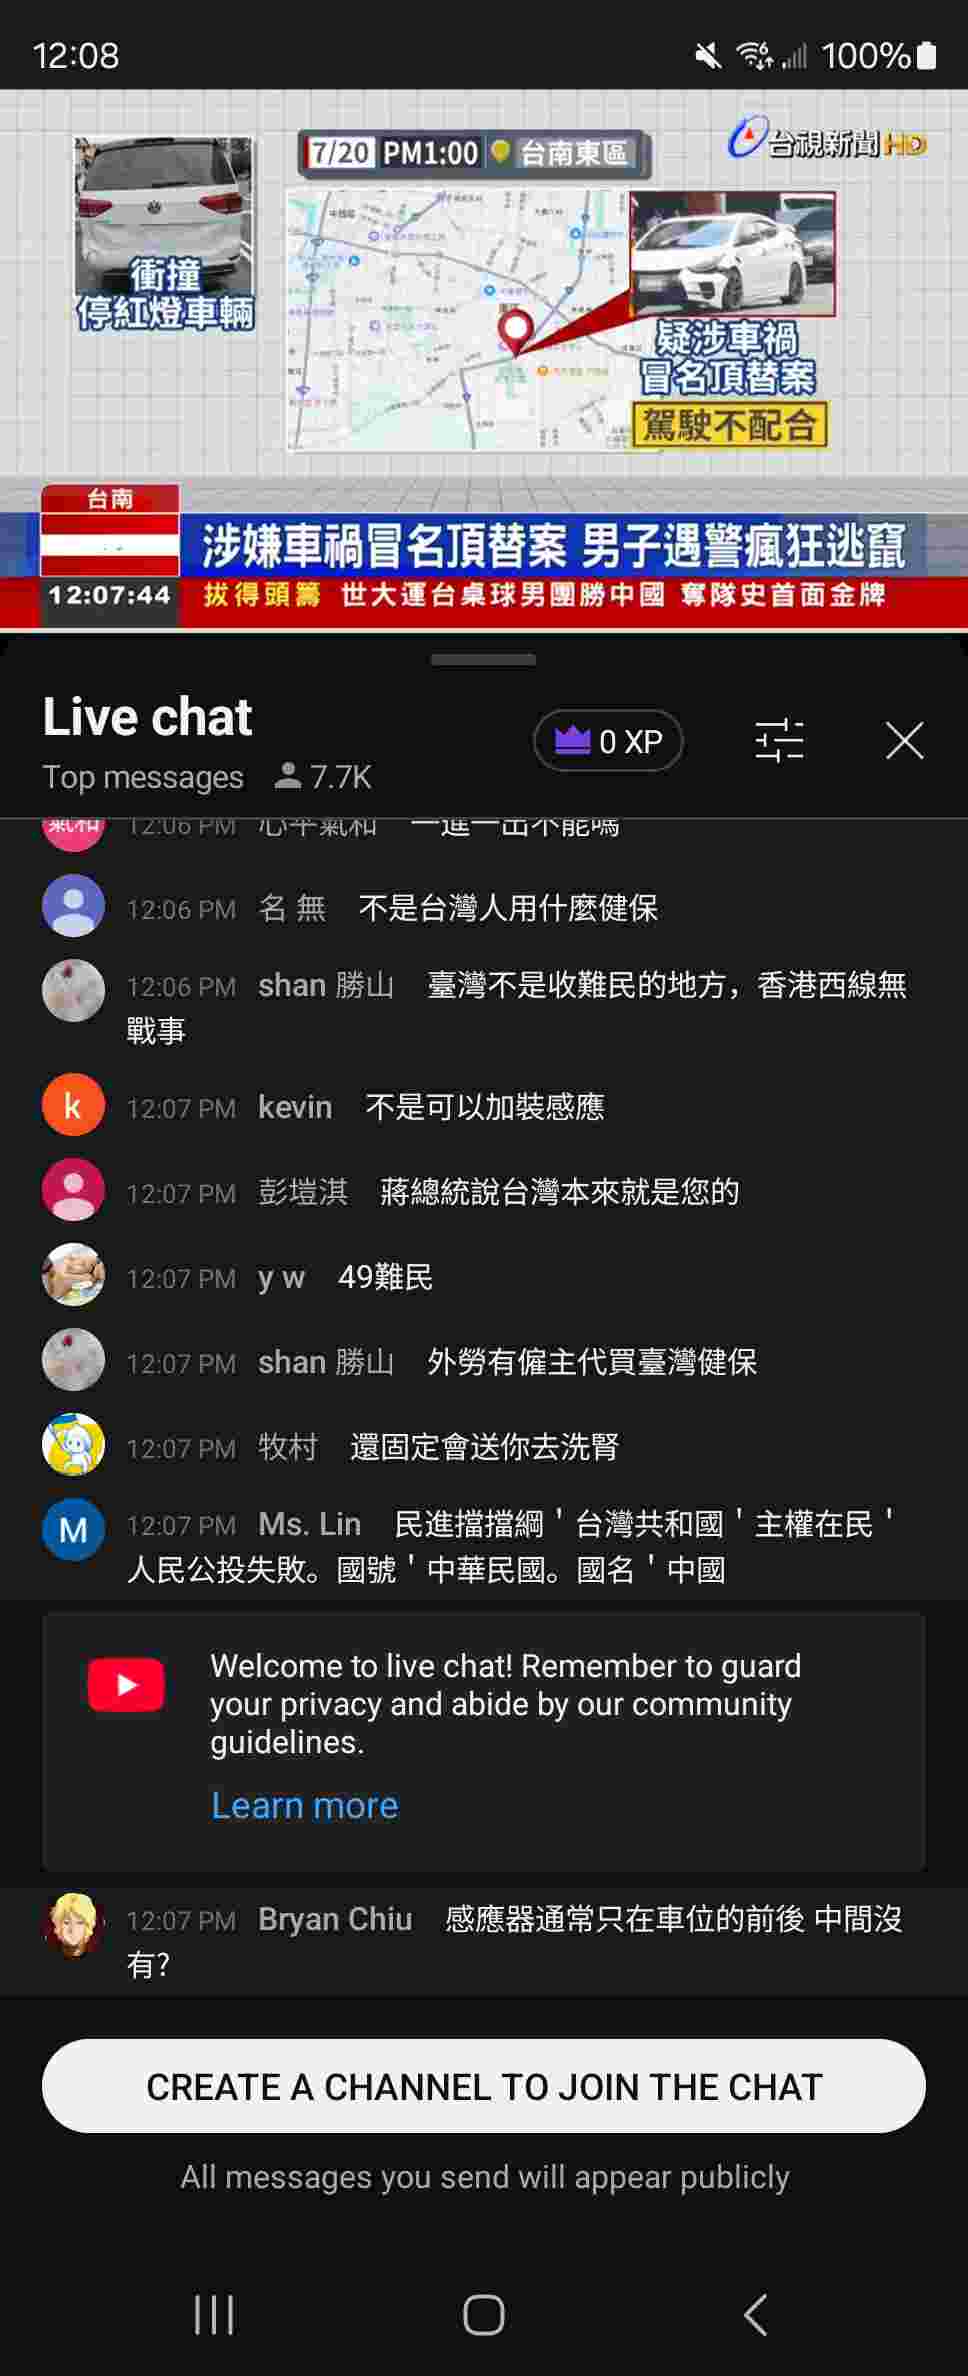 12:08
100%
7/20 PM1:00 台南東區
台視新聞HD
衝撞
停紅燈車輛
疑涉車禍
冒名頂替案
駕駛不配合
台南
涉嫌車禍冒名頂替案 男子遇警瘋狂逃竄
12:07:44
拔得頭籌 世大運台桌球男團勝中國 奪隊史首面金牌
Live chat
0 XP
Top messages 7.7K
氣和 12:06 PM 心平氣和 一進一出不能嗎
12:06 PM 名 無 不是台灣人用什麼健保
12:06 PM shan 勝山 臺灣不是收難民的地方，香港西線無
戰事
k 12:07 PM kevin 不是可以加裝感應
12:07 PM 彭塏淇 蔣總統說台灣本來就是您的
12:07 PM y w 49難民
12:07 PM shan 勝山 外勞有僱主代買臺灣健保
12:07 PM 牧村 還固定會送你去洗腎
M 12:07 PM Ms. Lin 民進擋擋綱＇台灣共和國＇主權在民＇
人民公投失敗。國號＇中華民國。國名＇中國
Welcome to live chat! Remember to guard
your privacy and abide by our community
guidelines.
Learn more
12:07 PM Bryan Chiu 感應器通常只在車位的前後 中間沒
有?
CREATE A CHANNEL TO JOIN THE CHAT
All messages you send will appear publicly